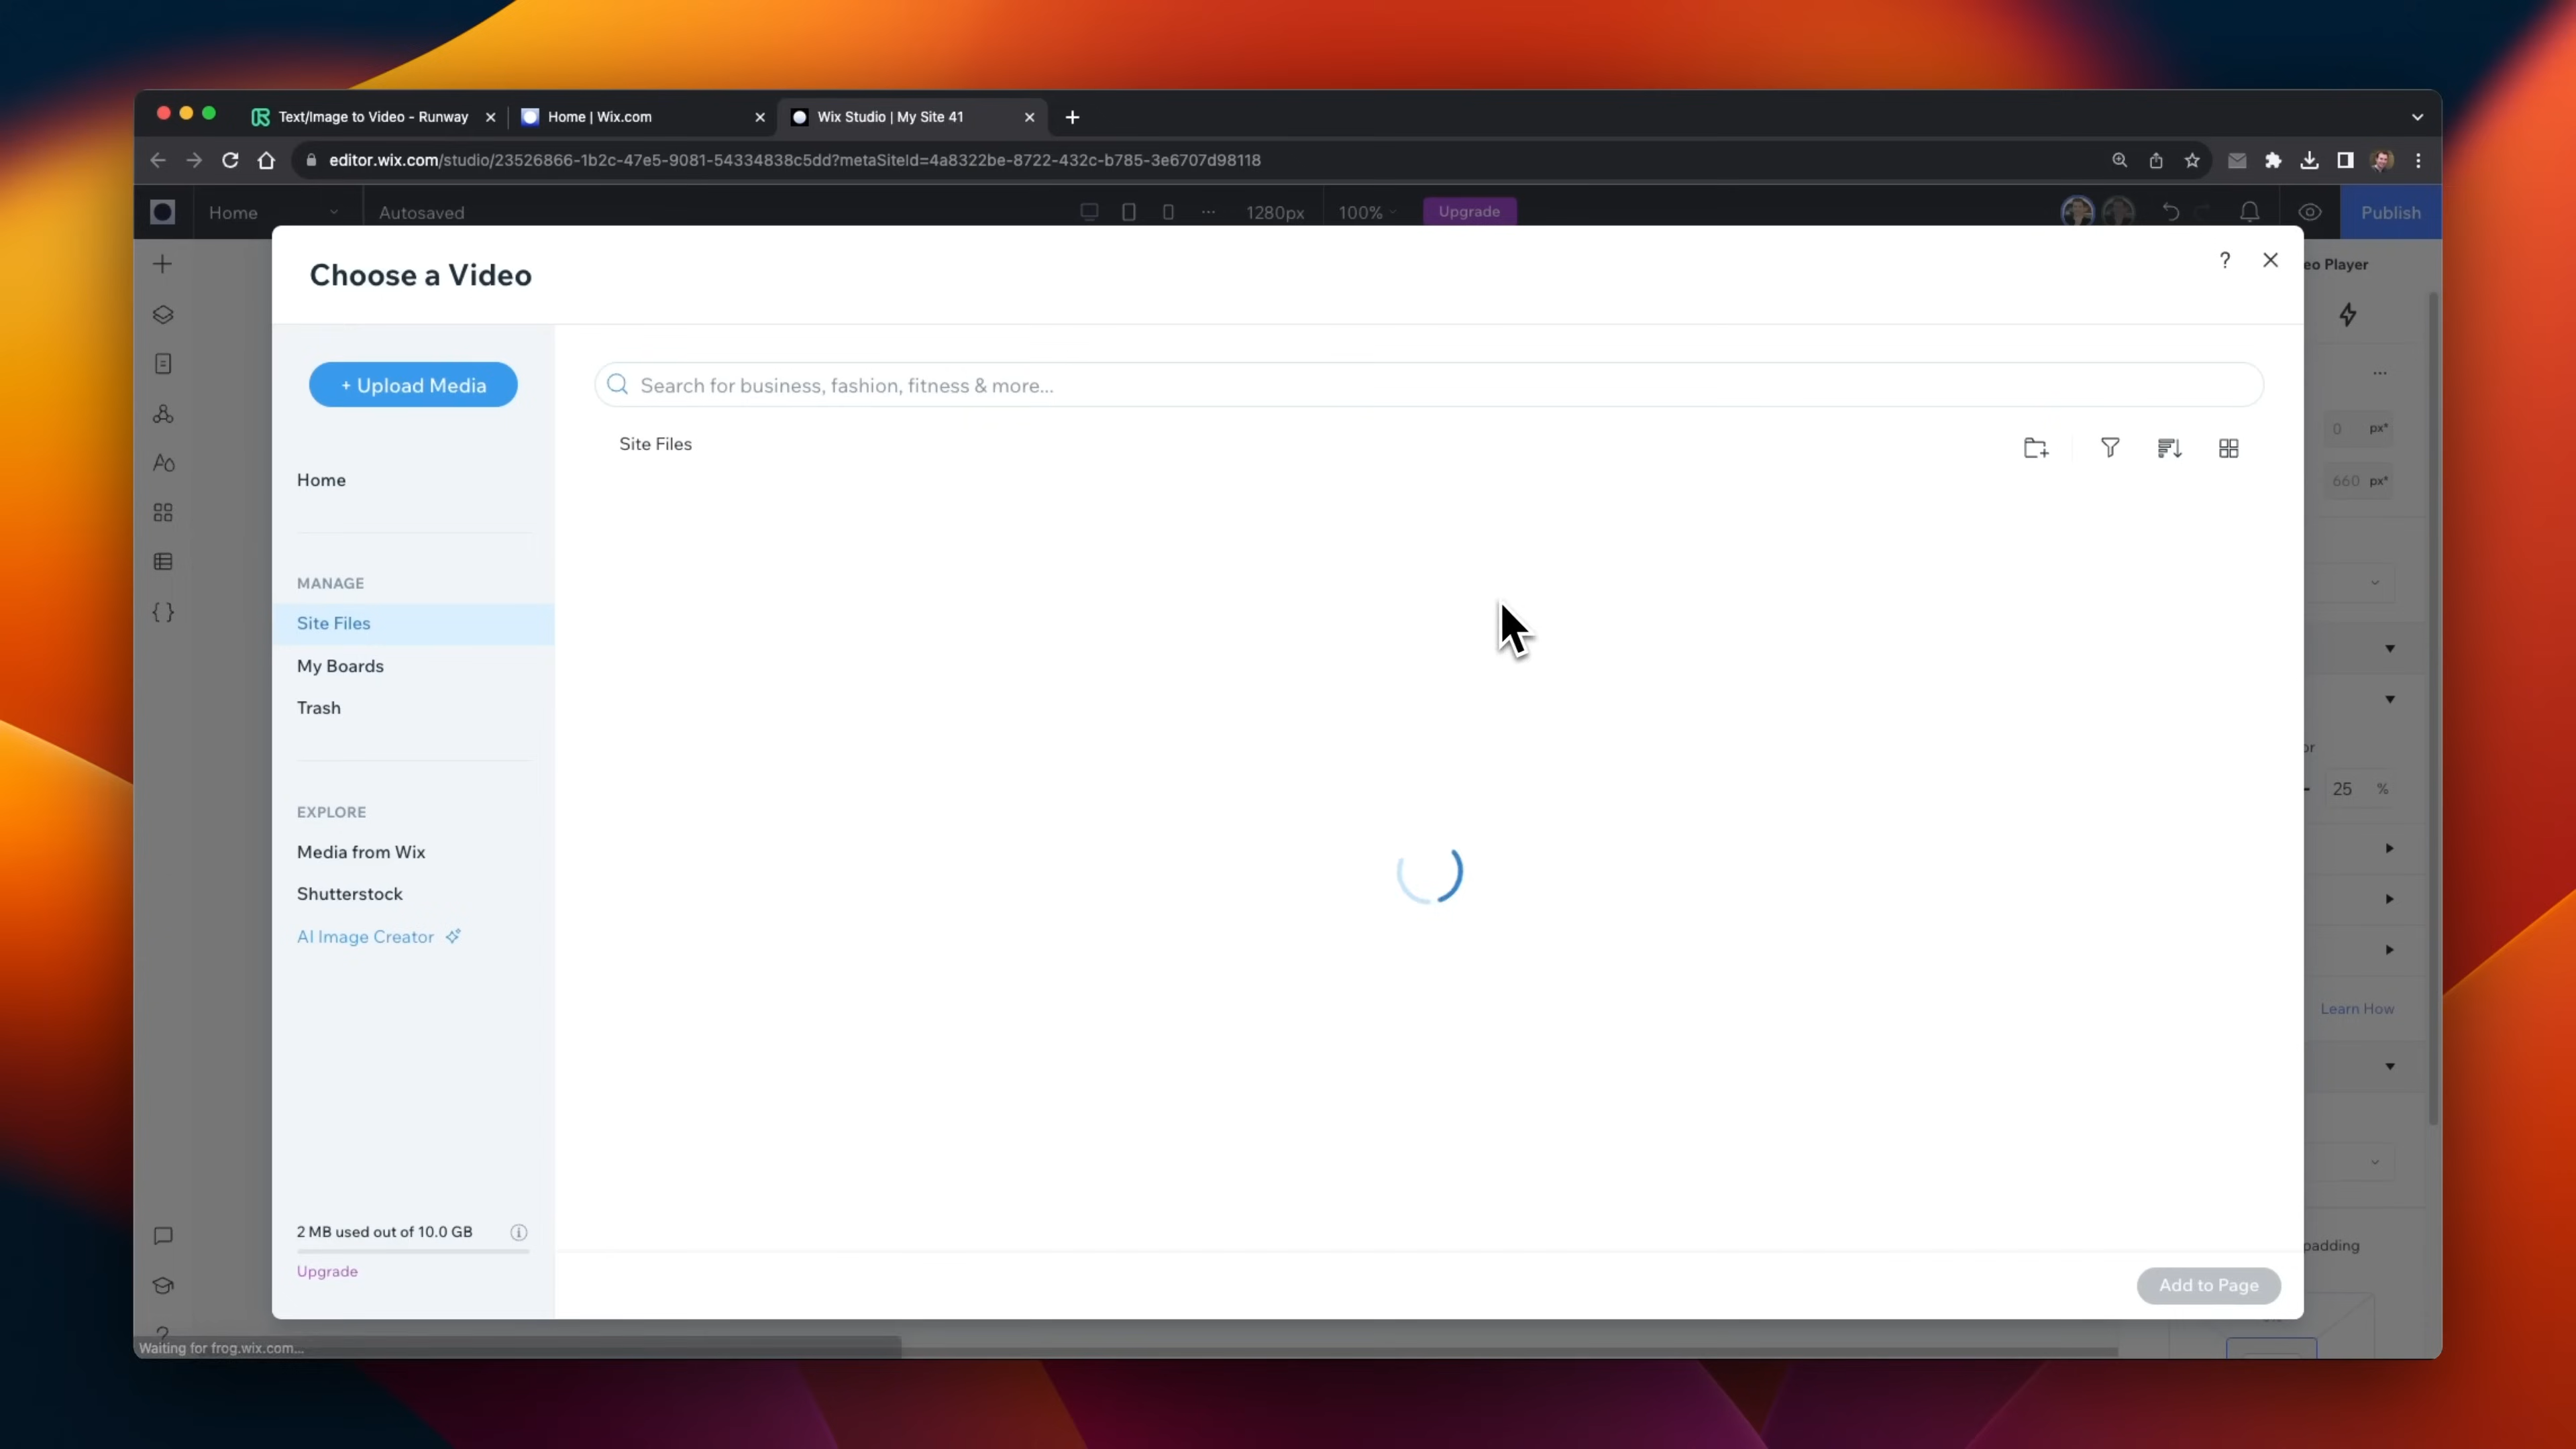 Text/Image to Video - Runway
Home | Wix.com
Wix Studio | My Site 41
editor.wix.com/studio/23526866-1b2c-47e5-9081-54334838c5dd?metaSiteId=4a8322be-8722-432c-b785-3e6707d98118
Home
Autosaved
1280px
100%
Upgrade
Publish
Choose a Video
?
eo Player
+ Upload Media
Search for business, fashion, fitness & more...
Site Files
0 px*
Home
660 px*
MANAGE
Site Files
My Boards
Trash
or
25 %
EXPLORE
Media from Wix
Shutterstock
AI Image Creator
Learn How
2 MB used out of 10.0 GB
padding
Upgrade
Add to Page
Waiting for frog.wix.com...